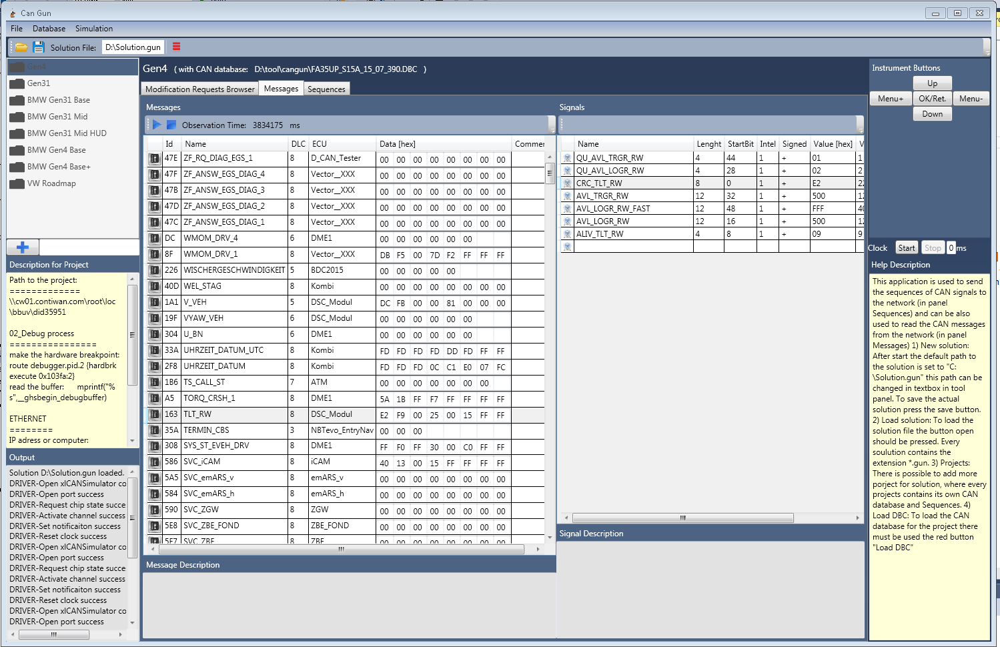 Can Gun
File Database Simulation
Solution File: D:\Solution.gun
Gen4
Gen31
BMW Gen31 Base
BMW Gen31 Mid
BMW Gen31 Mid HUD
BMW Gen4 Base
BMW Gen4 Base+
VW Roadmap
Description for Project
Path to the project:
=============
\\cw01.contiwan.com\root\loc
\bbuv\did35951
02_Debug process
================
make the hardware breakpoint:
route debugger.pid.2 {hardbrk
execute 0x103fa:2}
read the buffer: mprintf("%
s",__ghsbegin_debugbuffer)
ETHERNET
========
IP adress or computer:
Output
Solution D:\Solution.gun loaded.
DRIVER-Open xlCANSimulator co
DRIVER-Open port success
DRIVER-Request chip state succe
DRIVER-Activate channel success
DRIVER-Set notificaiton success
DRIVER-Reset clock success
DRIVER-Open xlCANSimulator co
DRIVER-Open port success
DRIVER-Request chip state succe
DRIVER-Activate channel success
DRIVER-Set notificaiton success
DRIVER-Reset clock success
DRIVER-Open xlCANSimulator co
DRIVER-Open port success
Gen4 ( with CAN database: D:\tool\cangun\FA35UP_S15A_15_07_390.DBC )
Modification Requests Browser Messages Sequences
Messages
Observation Time: 3834175 ms
Id Name DLC ECU Data [hex] Commer
47E ZF_RQ_DIAG_EGS_1 8 D_CAN_Tester 00 00 00 00 00 00 00 00
47F ZF_ANSW_EGS_DIAG_4 8 Vector__XXX 00 00 00 00 00 00 00 00
47B ZF_ANSW_EGS_DIAG_3 8 Vector__XXX 00 00 00 00 00 00 00 00
47D ZF_ANSW_EGS_DIAG_2 8 Vector__XXX 00 00 00 00 00 00 00 00
47C ZF_ANSW_EGS_DIAG_1 8 Vector__XXX 00 00 00 00 00 00 00 00
DC WMOM_DRV_4 6 DME1 00 00 00 00 00 00
8F WMOM_DRV_1 8 Vector__XXX DB F5 00 7D F2 FF FF FF
226 WISCHERGESCHWINDIGKEIT 5 BDC2015 00 00 00 00 00
40D WEL_STAG 8 Kombi 00 00 00 00 00 00 00 00
1A1 V_VEH 5 DSC_Modul DC FB 00 00 81 00 00 00
19F VYAW_VEH 6 DSC_Modul 00 00 00 00 00 00
304 U_BN 6 DME1 00 00 00 00 00 00
33A UHRZEIT_DATUM_UTC 8 Kombi FD FD FD FD DD FD FF FF
2F8 UHRZEIT_DATUM 8 Kombi FD FD FD 0C C1 E0 07 FC
1B6 TS_CALL_ST 7 ATM 00 00 00 00 00 00 00
A5 TORQ_CRSH_1 8 DME1 5A 1B FF F7 FF FF FF FF
163 TLT_RW 8 DSC_Modul E2 F9 00 25 00 15 FF FF
35A TERMIN_CBS 3 NBTevo_EntryNav 00 00 00
308 SYS_ST_EVEH_DRV 8 DME1 FF F0 FF 30 00 C0 FF FF
586 SVC_iCAM 8 iCAM 40 13 00 15 FF FF FF FF
5A5 SVC_emARS_v 8 emARS_v 00 00 00 00 00 00 00 00
584 SVC_emARS_h 8 emARS_h 00 00 00 00 00 00 00 00
590 SVC_ZGW 8 ZGW 00 00 00 00 00 00 00 00
5E8 SVC_ZBE_FOND 8 ZBE_FOND 00 00 00 00 00 00 00 00
5E7 SVC_ZBE 8 ZBE 00 00 00 00 00 00 00 00
Message Description
Signals
Name Lenght StartBit Intel Signed Value [hex] V
QU_AVL_TRGR_RW 4 44 1 + 01 1
QU_AVL_LOGR_RW 4 28 1 + 02 2
CRC_TLT_RW 8 0 1 + E2 22
AVL_TRGR_RW 12 32 1 + 500 12
AVL_LOGR_RW_FAST 12 48 1 + FFF 40
AVL_LOGR_RW 12 16 1 + 500 12
ALIV_TLT_RW 4 8 1 + 09 9
Signal Description
Instrument Buttons
Up
Menu+ OK/Ret. Menu-
Down
Clock Start Stop 0 ms
Help Description
This application is used to send
the sequences of CAN signals to
the network (in panel
Sequences) and can be also
used to read the CAN messages
from the network (in panel
Messages) 1) New solution:
After start the default path to
the solution is set to "C:
\Solution.gun" this path can be
changed in textbox in tool
panel. To save the actual
solution press the save button.
2) Load solution: To load the
solution file the button open
should be pressed. Every
soulution contains the
extension *.gun. 3) Projects:
There is possible to add more
porject for solution, where every
projects contains its own CAN
database and Sequences. 4)
Load DBC: To load the CAN
database for the project there
must be used the red button
"Load DBC"